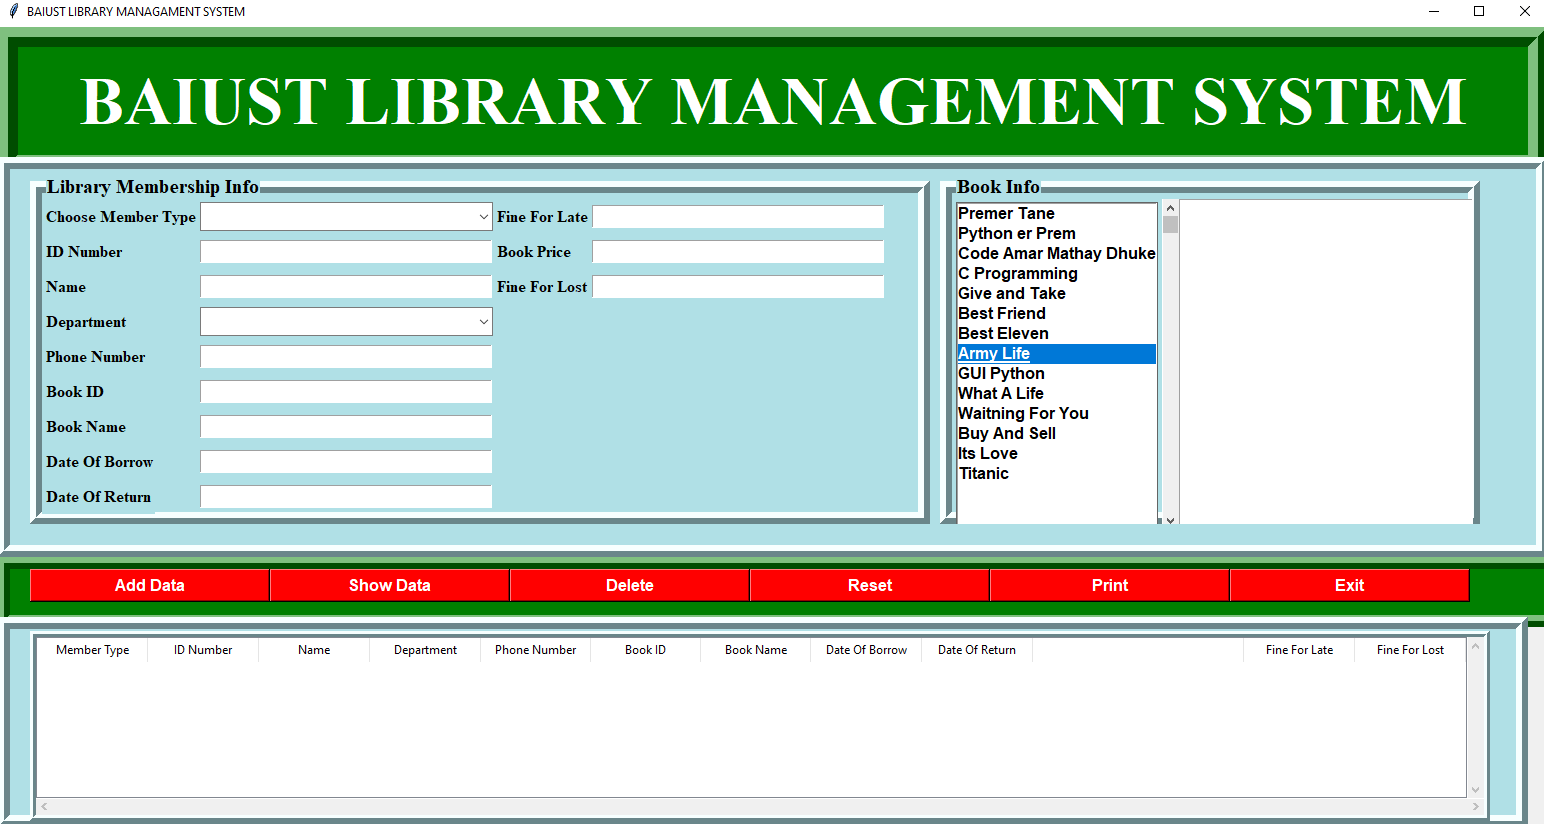 BAIUST LIBRARY MANAGAMENT SYSTEM
BAIUST LIBRARY MANAGEMENT SYSTEM
Library Membership Info
Choose Member Type
Fine For Late
ID Number
Book Price
Name
Fine For Lost
Department
Phone Number
Book ID
Book Name
Date Of Borrow
Date Of Return
Book Info
Premer Tane
Python er Prem
Code Amar Mathay Dhuke
C Programming
Give and Take
Best Friend
Best Eleven
Army Life
GUI Python
What A Life
Waitning For You
Buy And Sell
Its Love
Titanic
Add Data Show Data Delete Reset Print Exit
Member Type ID Number Name Department Phone Number Book ID Book Name Date Of Borrow Date Of Return Fine For Late Fine For Lost